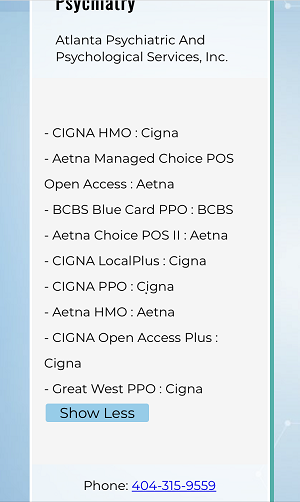 Psychiatry
Atlanta Psychiatric And
Psychological Services, Inc.
- CIGNA HMO : Cigna
- Aetna Managed Choice POS
Open Access : Aetna
- BCBS Blue Card PPO : BCBS
- Aetna Choice POS II : Aetna
- CIGNA LocalPlus : Cigna
- CIGNA PPO : Cigna
- Aetna HMO : Aetna
- CIGNA Open Access Plus :
Cigna
- Great West PPO : Cigna
Show Less
Phone: 404-315-9559